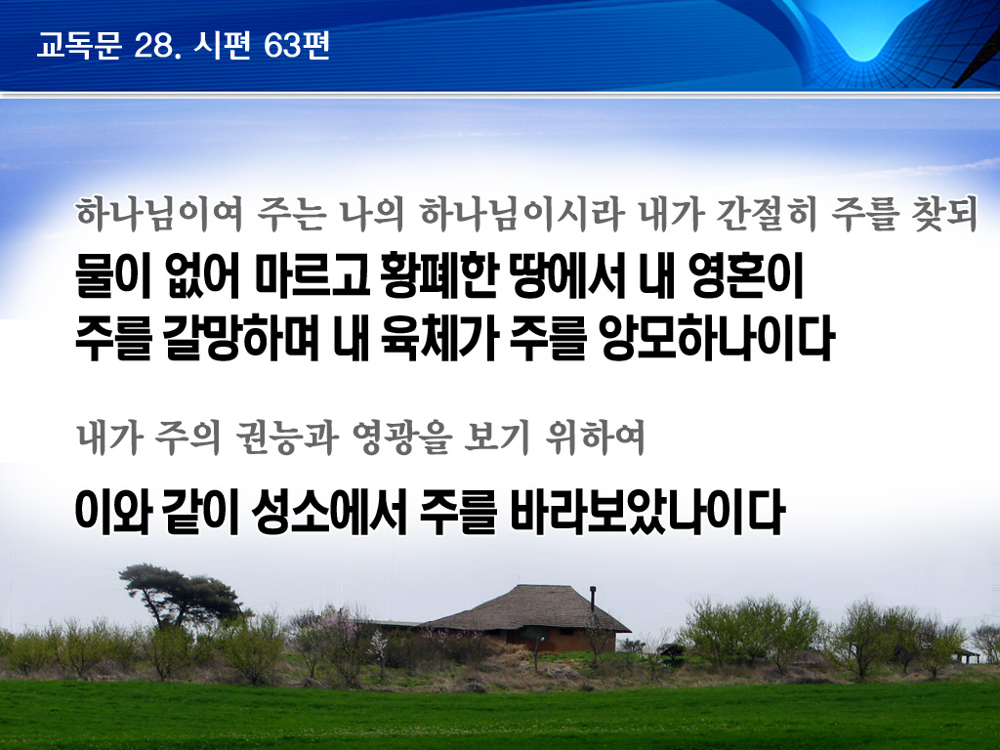 교독문 28. 시편 63편
하나님이여 주는 나의 하나님이시라 내가 간절히 주를 찾되
물이 없어 마르고 황폐한 땅에서 내 영혼이
주를 갈망하며 내 육체가 주를 앙모하나이다
내가 주의 권능과 영광을 보기 위하여
이와 같이 성소에서 주를 바라보았나이다